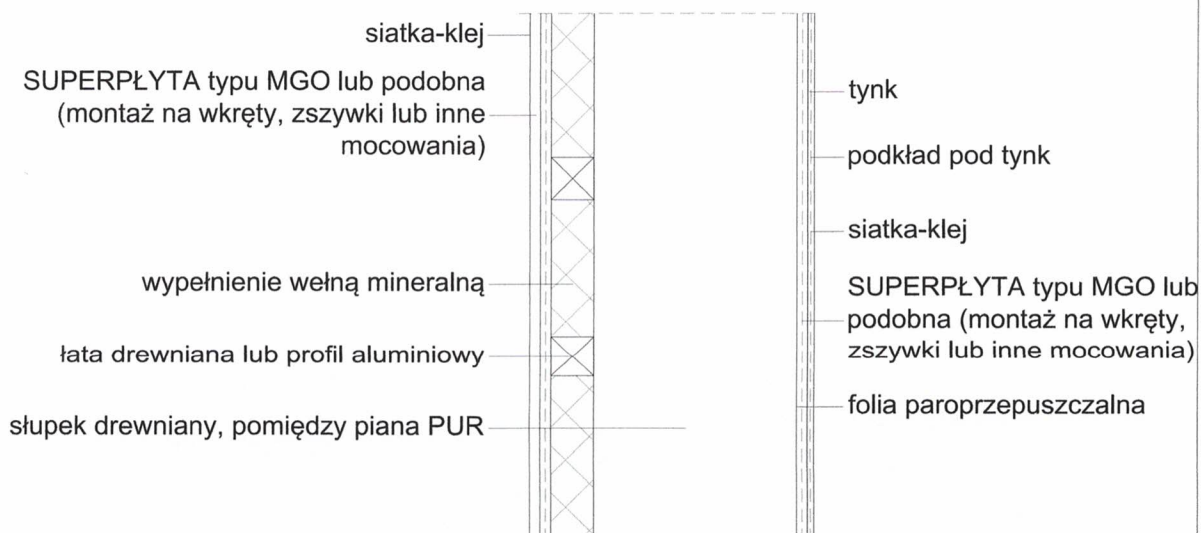 siatka-klej
SUPERPŁYTA typu MGO lub podobna
(montaż na wkręty, zszywki lub inne
mocowania)
wypełnienie wełną mineralną
łata drewniana lub profil aluminiowy
słupek drewniany, pomiędzy piana PUR
tynk
podkład pod tynk
siatka-klej
SUPERPŁYTA typu MGO lub
podobna (montaż na wkręty,
zszywki lub inne mocowania)
folia paroprzepuszczalna